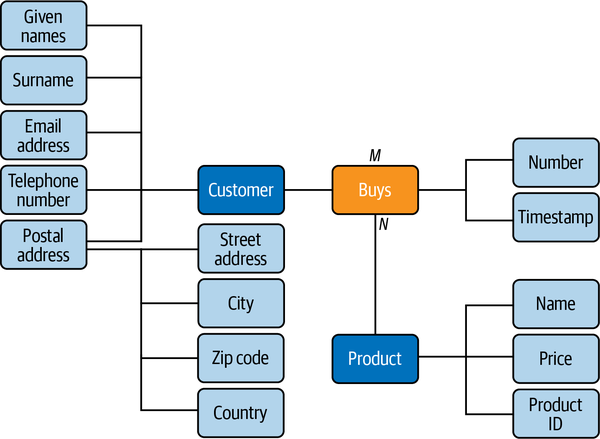 Given
names
Surname
Email
address
Telephone
number
Postal
address
Customer
Street
address
City
Zip code
Country
M
Buys
N
Product
Number
Timestamp
Name
Price
Product
ID